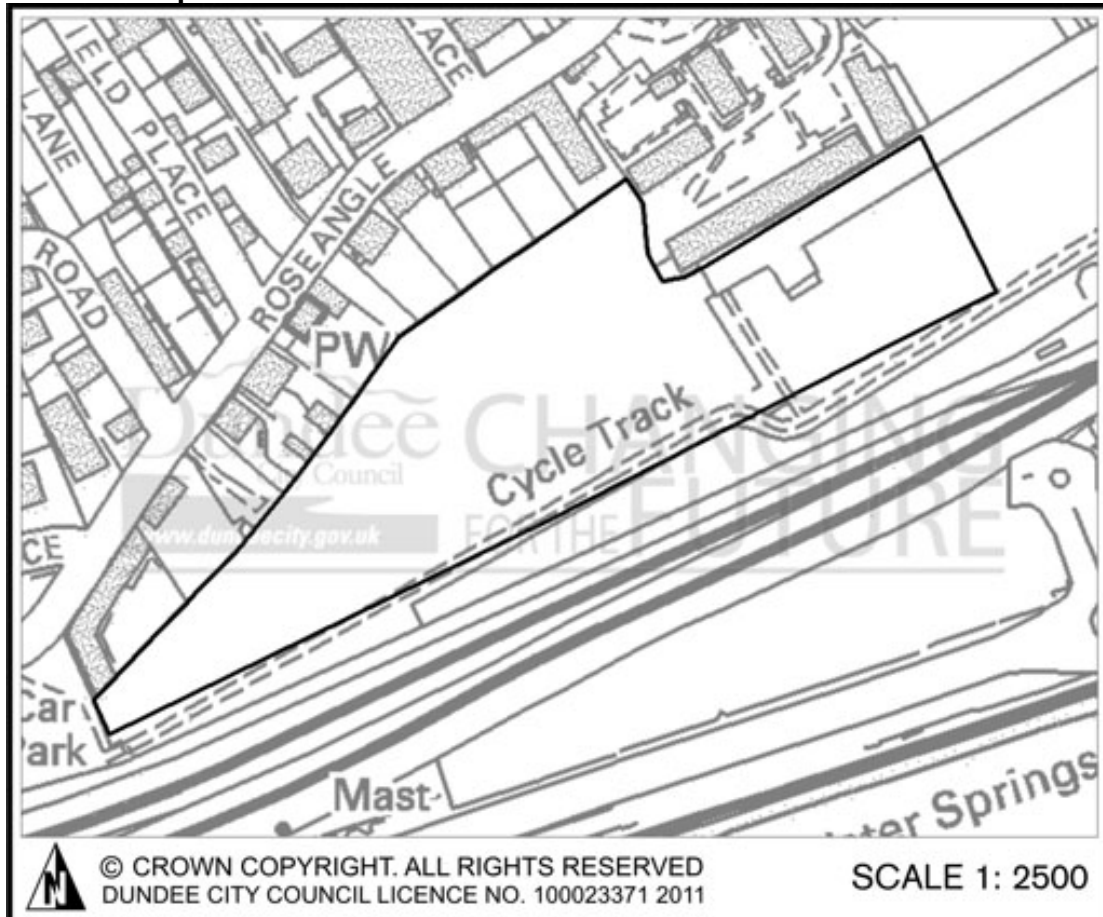 IELD PLACE
ACE
LANE
ROAD
ROSEANGLE
PW
Dundee
City Council
www.dundeecity.gov.uk
CHANGING
FOR THE FUTURE
Cycle Track
CE
Car
Park
Mast
ter Springs
N
© CROWN COPYRIGHT. ALL RIGHTS RESERVED
DUNDEE CITY COUNCIL LICENCE NO. 100023371 2011
SCALE 1: 2500